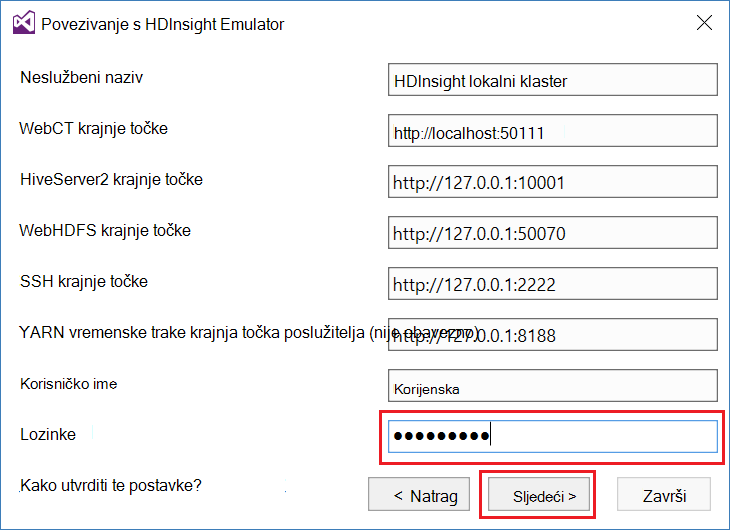 Povezivanje s HDInsight Emulator
Neslužbeni naziv
HDInsight lokalni klaster
WebCT krajnje točke
http://localhost:50111
HiveServer2 krajnje točke
http://127.0.0.1:10001
WebHDFS krajnje točke
http://127.0.0.1:50070
SSH krajnje točke
http://127.0.0.1:2222
YARN vremenske trake krajnja točka poslužitelja (nije obavezno)
http://127.0.0.1:8188
Korisničko ime
Korijenska
Lozinke
●●●●●●●●●
Kako utvrditi te postavke?
< Natrag
Sljedeći >
Završi